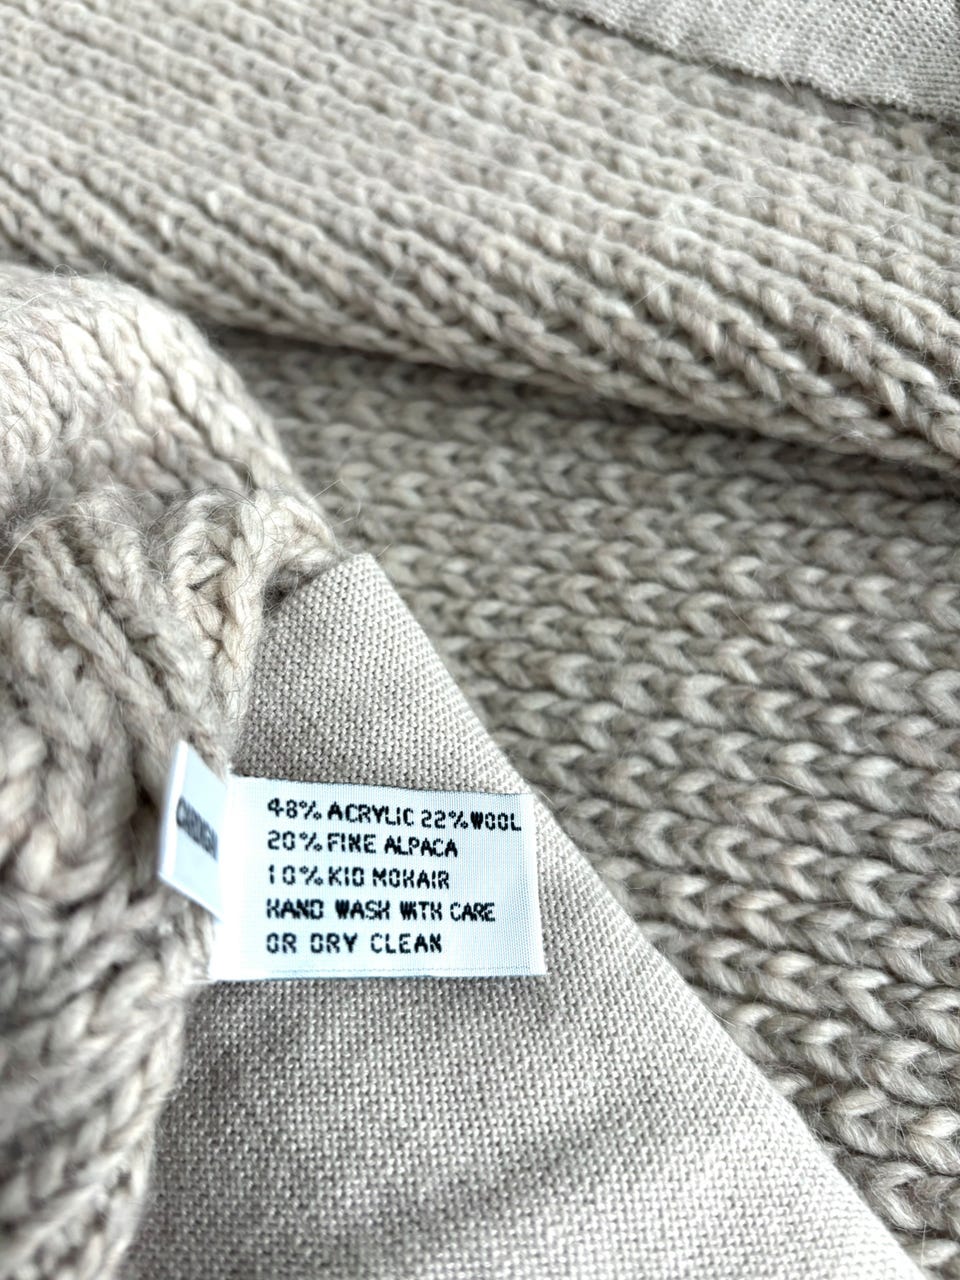 48% ACRYLIC 22% WOOL
20% FINE ALPACA
10% KID MOHAIR
HAND WASH WITH CARE
OR DRY CLEAN